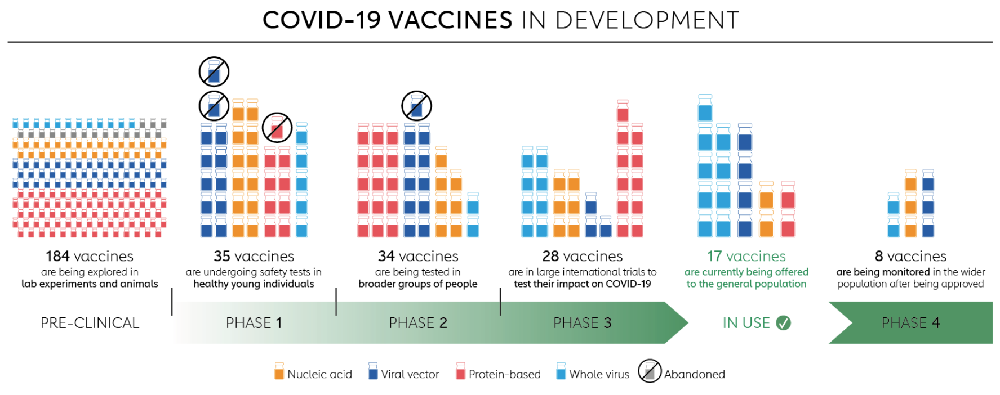 COVID-19 VACCINES IN DEVELOPMENT
184 vaccines
are being explored in
lab experiments and animals
35 vaccines
are undergoing safety tests in
healthy young individuals
34 vaccines
are being tested in
broader groups of people
28 vaccines
are in large international trials to
test their impact on COVID-19
17 vaccines
are currently being offered
to the general population
8 vaccines
are being monitored in the wider
population after being approved
PRE-CLINICAL
PHASE 1
PHASE 2
PHASE 3
IN USE
PHASE 4
Nucleic acid
Viral vector
Protein-based
Whole virus
Abandoned